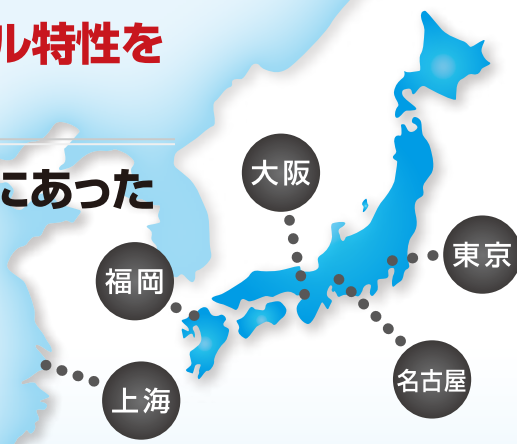 ル特性を
にあった
大阪
東京
福岡
名古屋
上海